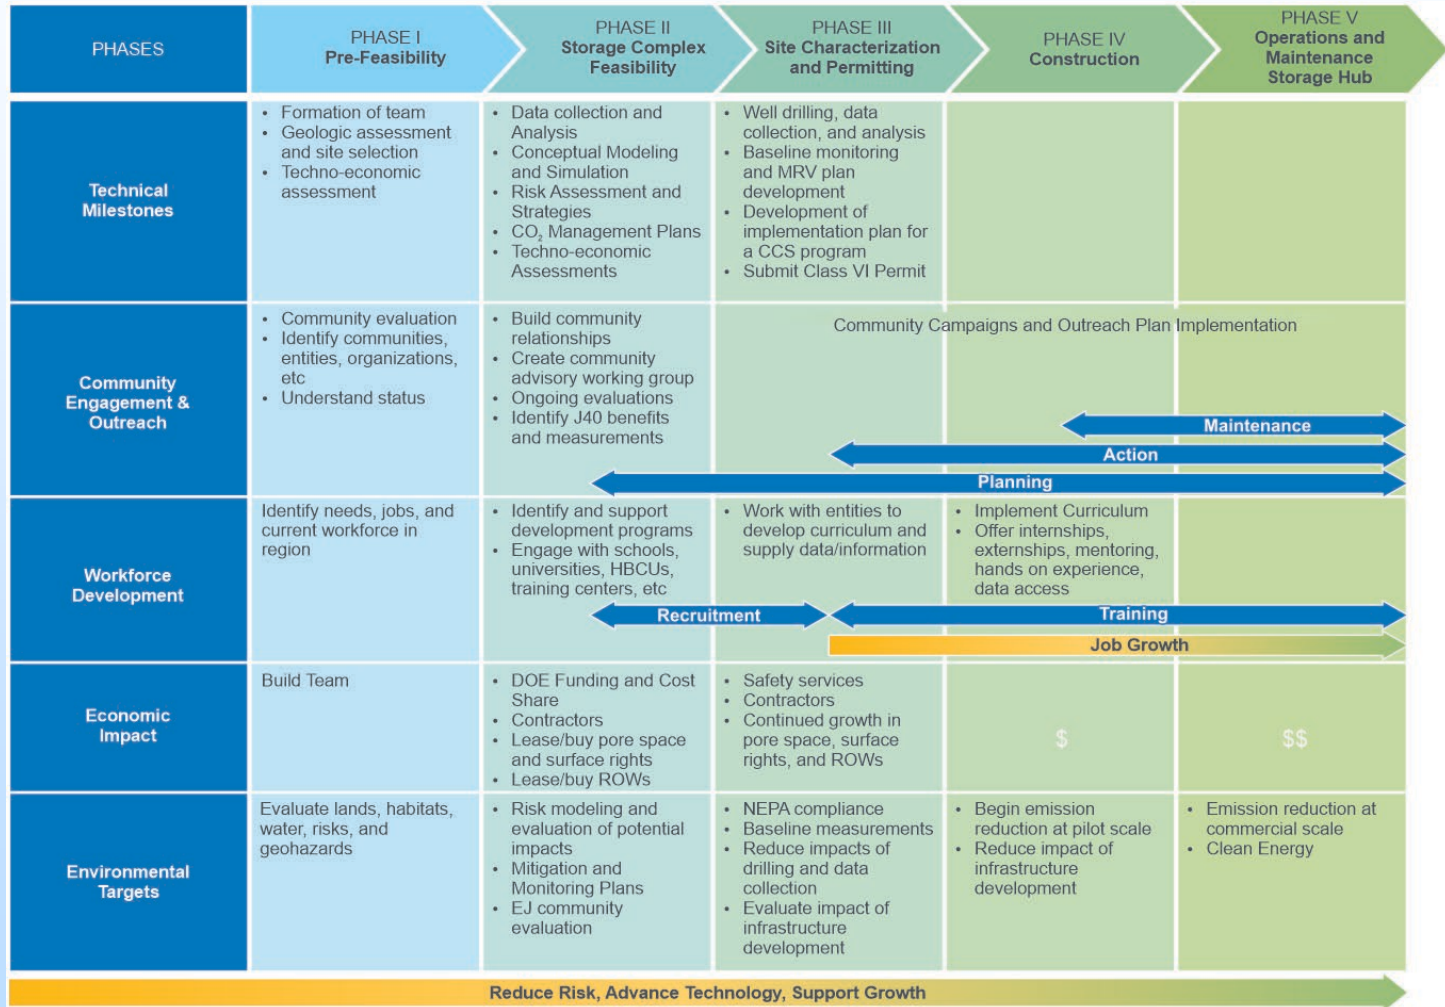 PHASES
PHASE I
Pre-Feasibility
PHASE II
Storage Complex
Feasibility
PHASE III
Site Characterization
and Permitting
PHASE IV
Construction
PHASE V
Operations and
Maintenance
Storage Hub
Technical
Milestones
• Formation of team
• Geologic assessment
and site selection
• Techno-economic
assessment
• Data collection and
Analysis
• Conceptual Modeling
and Simulation
• Risk Assessment and
Strategies
• CO₂ Management Plans
• Techno-economic
Assessments
• Well drilling, data
collection, and analysis
• Baseline monitoring
and MRV plan
development
• Development of
implementation plan for
a CCS program
• Submit Class VI Permit
Community
Engagement &
Outreach
• Community evaluation
• Identify communities,
entities, organizations,
etc
• Understand status
• Build community
relationships
• Create community
advisory working group
• Ongoing evaluations
• Identify J40 benefits
and measurements
Community Campaigns and Outreach Plan Implementation
Maintenance
Action
Planning
Workforce
Development
Identify needs, jobs, and
current workforce in
region
• Identify and support
development programs
• Engage with schools,
universities, HBCUs,
training centers, etc
• Work with entities to
develop curriculum and
supply data/information
• Implement Curriculum
• Offer internships,
externships, mentoring,
hands on experience,
data access
Recruitment
Training
Job Growth
Economic
Impact
Build Team
• DOE Funding and Cost
Share
• Contractors
• Lease/buy pore space
and surface rights
• Lease/buy ROWs
• Safety services
• Contractors
• Continued growth in
pore space, surface
rights, and ROWs
$
$$
Environmental
Targets
Evaluate lands, habitats,
water, risks, and
geohazards
• Risk modeling and
evaluation of potential
impacts
• Mitigation and
Monitoring Plans
• EJ community
evaluation
• NEPA compliance
• Baseline measurements
• Reduce impacts of
drilling and data
collection
• Evaluate impact of
infrastructure
development
• Begin emission
reduction at pilot scale
• Reduce impact of
infrastructure
development
• Emission reduction at
commercial scale
• Clean Energy
Reduce Risk, Advance Technology, Support Growth